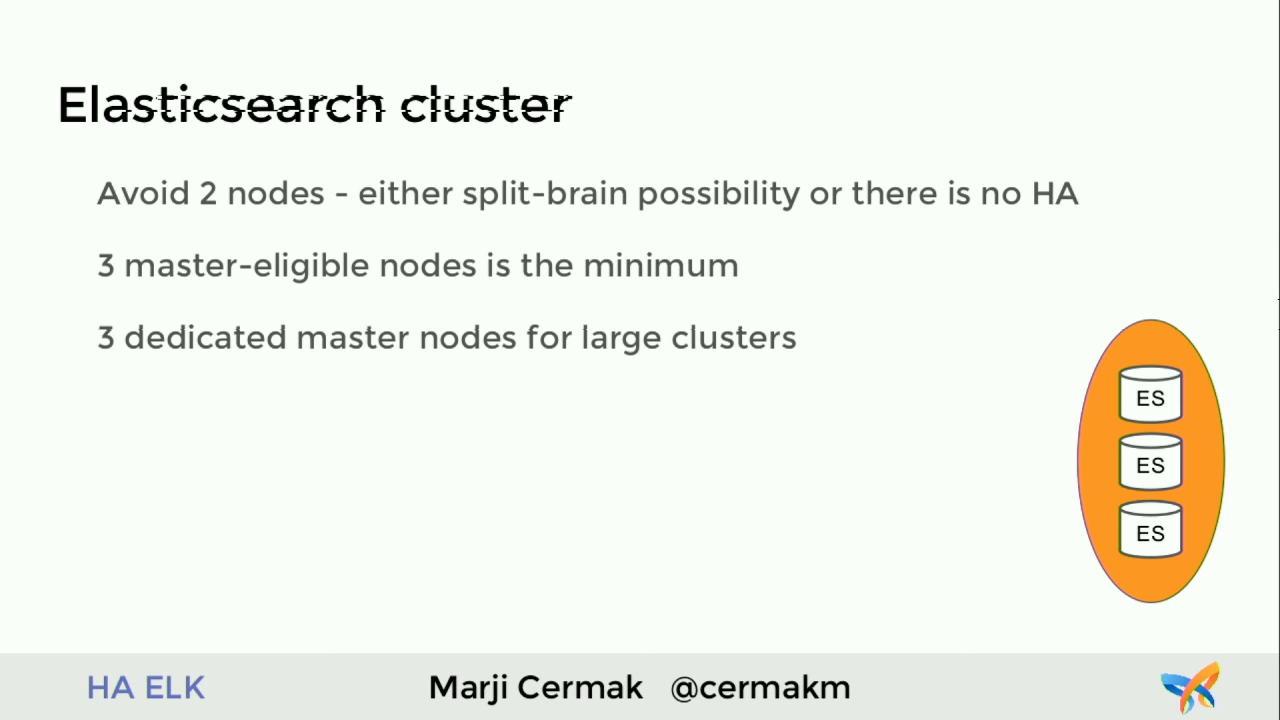 Elasticsearch cluster
Avoid 2 nodes - either split-brain possibility or there is no HA
3 master-eligible nodes is the minimum
3 dedicated master nodes for large clusters
ES
ES
ES
HA ELK
Marji Cermak @cermakm